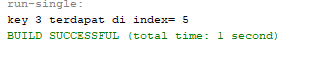 run-single:
key 3 terdapat di index= 5
BUILD SUCCESSFUL (total time: 1 second)